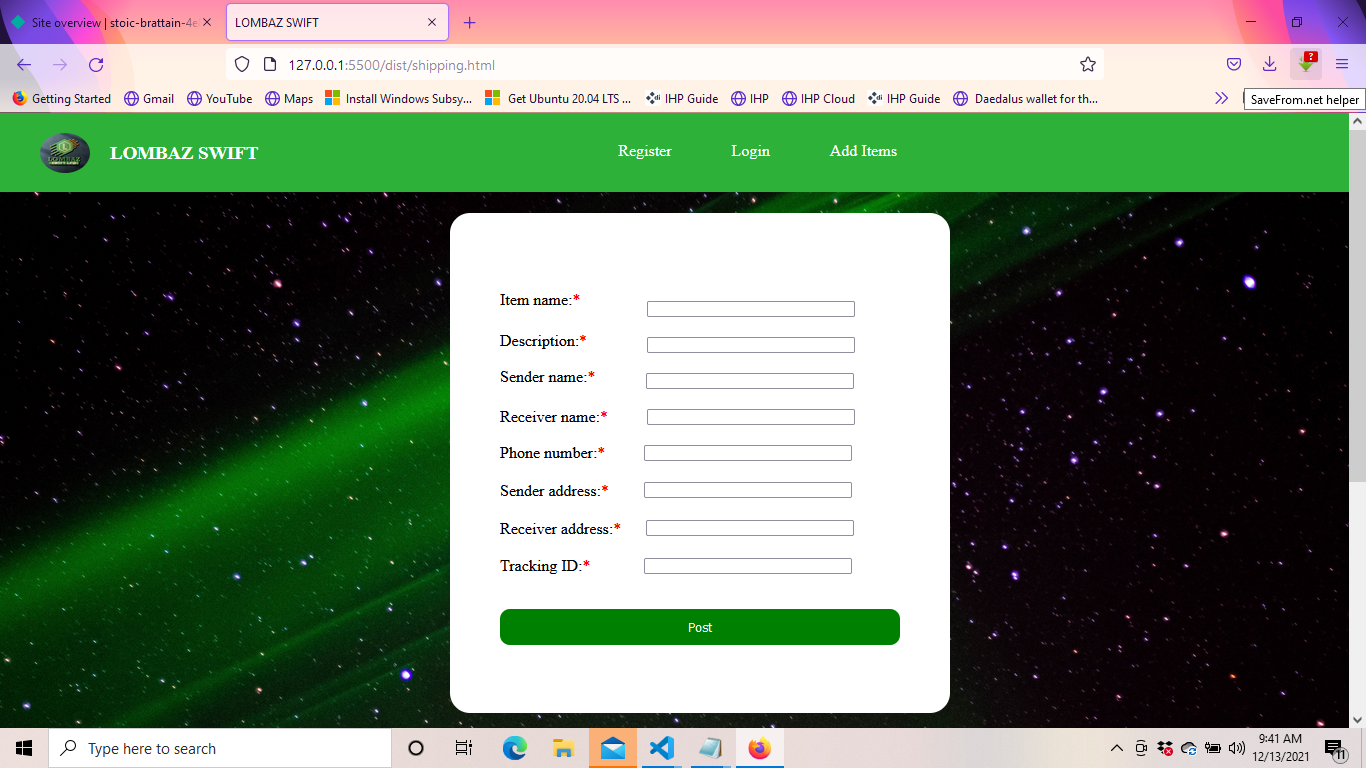 Site overview | stoic-brattain-4e
LOMBAZ SWIFT
127.0.0.1:5500/dist/shipping.html
Getting Started
Gmail
YouTube
Maps
Install Windows Subsy...
Get Ubuntu 20.04 LTS ...
IHP Guide
IHP
IHP Cloud
IHP Guide
Daedalus wallet for th...
SaveFrom.net helper
LOMBAZ
LOMBAZ SWIFT
Register
Login
Add Items
Item name:*
Description:*
Sender name:*
Receiver name:*
Phone number:*
Sender address:*
Receiver address:*
Tracking ID:*
Post
Type here to search
9:41 AM
12/13/2021
11